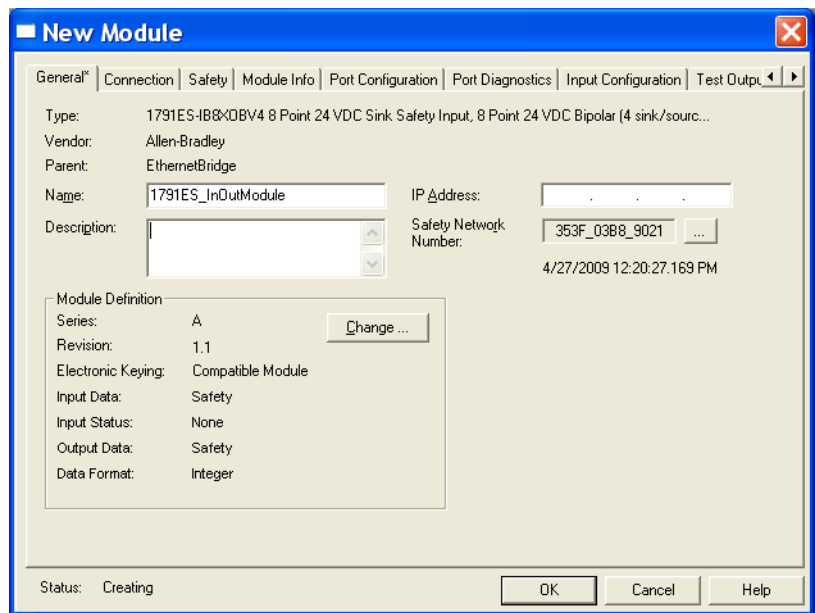 New Module
General* Connection Safety Module Info Port Configuration Port Diagnostics Input Configuration Test Outpu
Type: 1791ES-IB8XOBV4 8 Point 24 VDC Sink Safety Input, 8 Point 24 VDC Bipolar (4 sink/sourc...
Vendor: Allen-Bradley
Parent: EthernetBridge
Name: 1791ES_InOutModule IP Address: . . .
Description: Safety Network Number: 353F_03B8_9021 ...
4/27/2009 12:20:27.169 PM
Module Definition
Series: A Change ...
Revision: 1.1
Electronic Keying: Compatible Module
Input Data: Safety
Input Status: None
Output Data: Safety
Data Format: Integer
Status: Creating OK Cancel Help